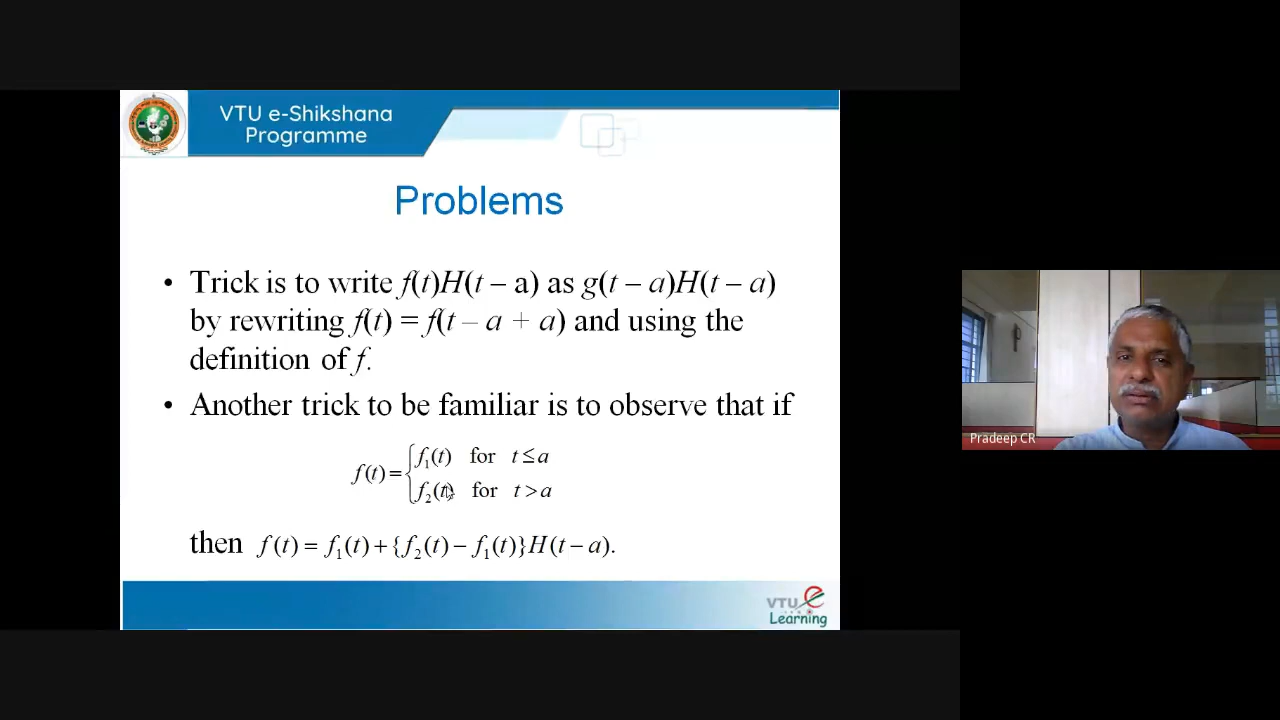 VTU e-Shikshana
Programme
Problems
• Trick is to write f(t)H(t – a) as g(t – a)H(t – a)
by rewriting f(t) = f(t – a + a) and using the
definition of f.
• Another trick to be familiar is to observe that if
f(t) = { f₁(t) for t ≤ a
f₂(t) for t > a
then f(t) = f₁(t) + {f₂(t) − f₁(t)}H(t − a).
VTU e
Learning
Pradeep CR